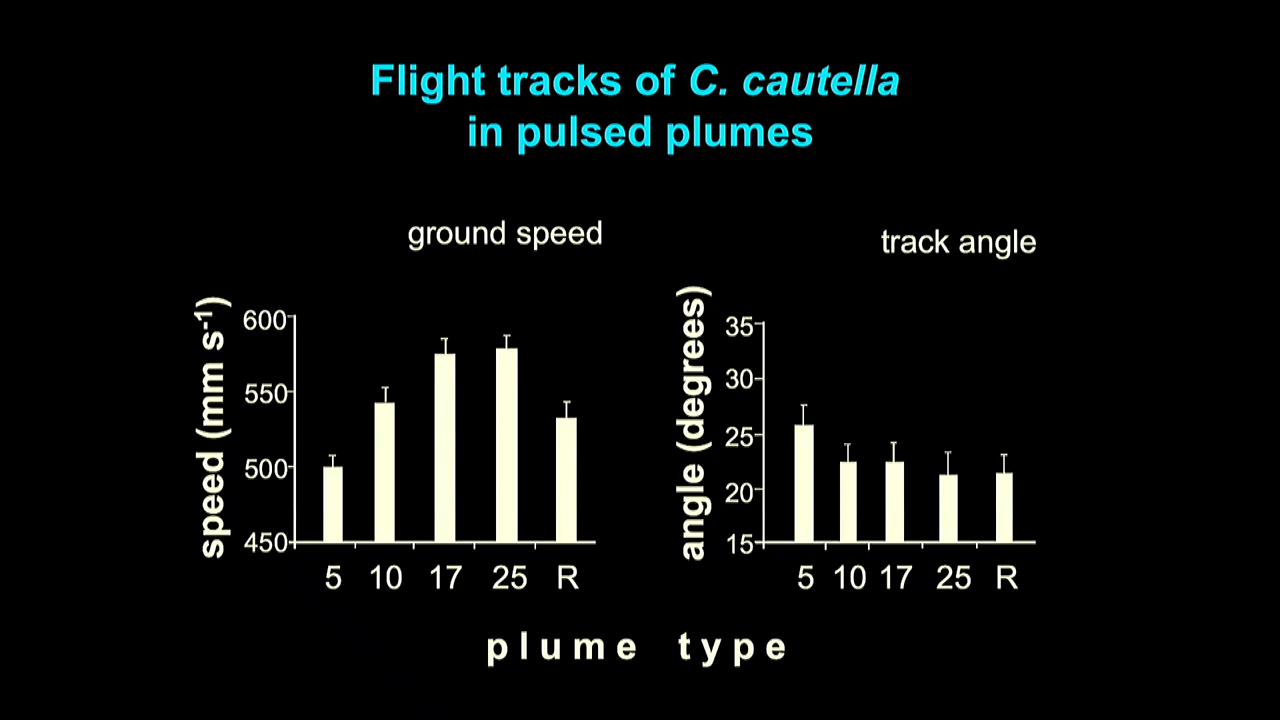 Flight tracks of C. cautella
in pulsed plumes
ground speed
speed (mm s-1)
600
550
500
450
5 10 17 25 R
track angle
angle (degrees)
35
30
25
20
15
5 10 17 25 R
plume type